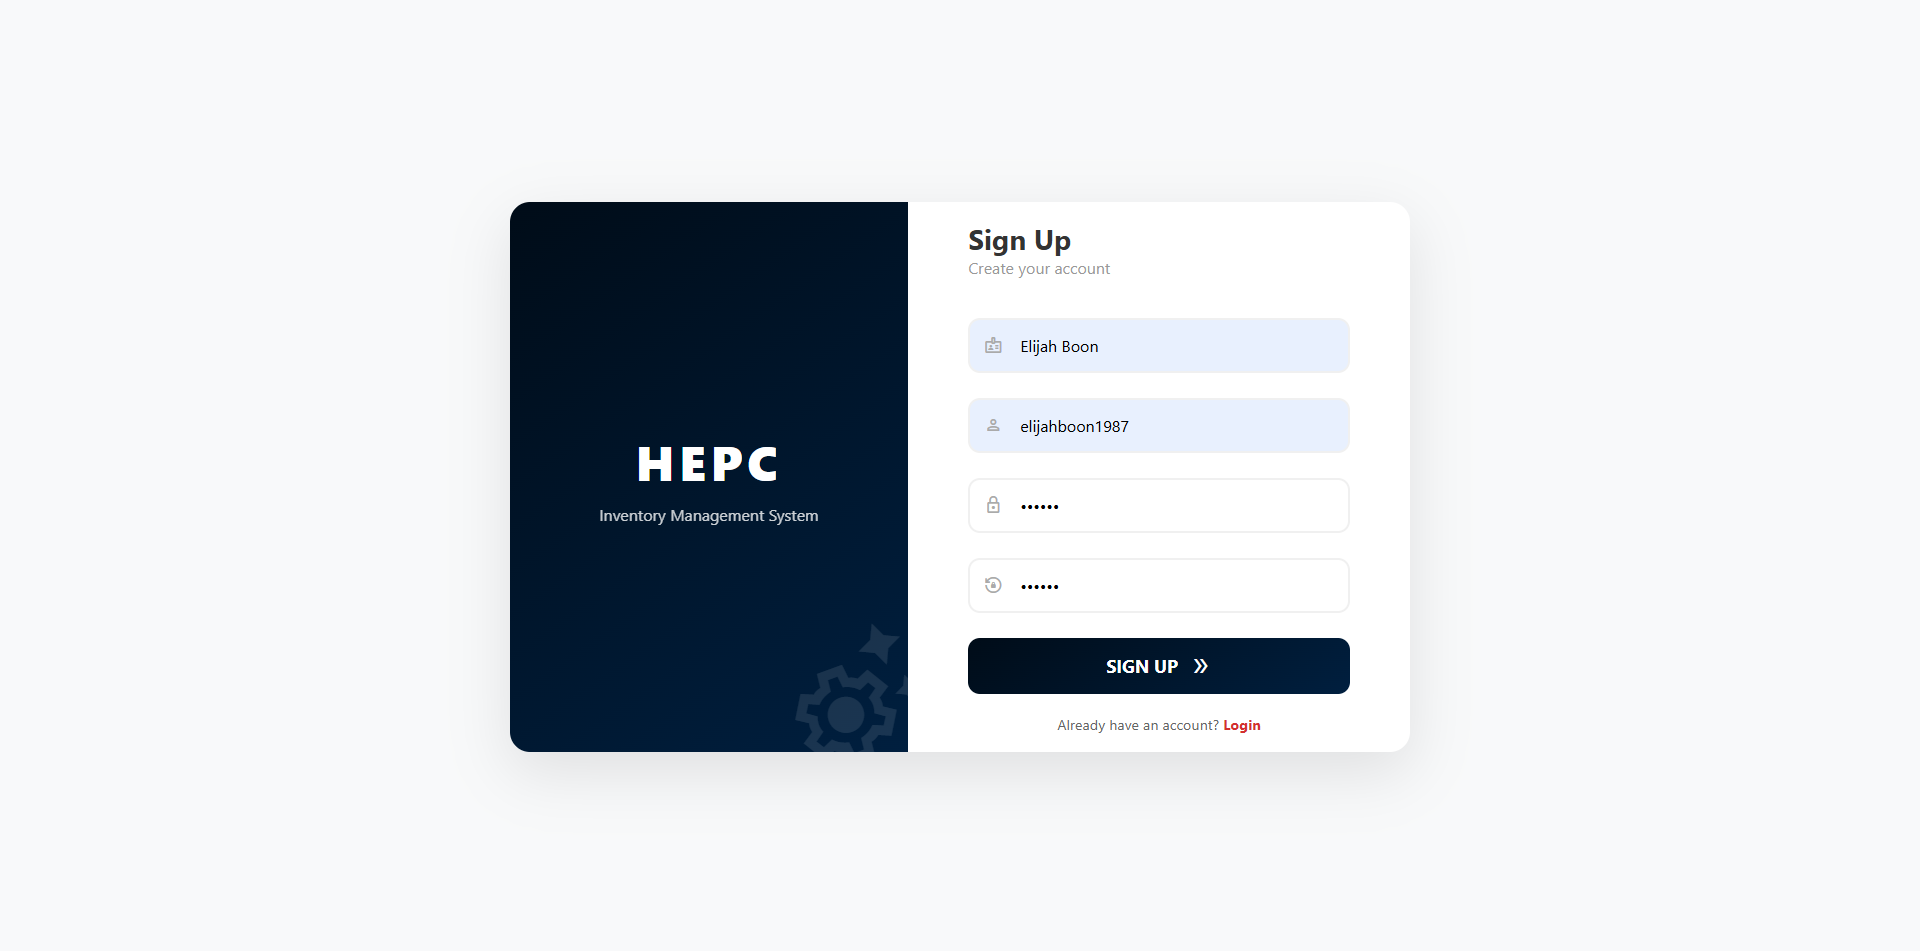 HEPC
Inventory Management System
Sign Up
Create your account
Elijah Boon
elijahboon1987
••••••
••••••
SIGN UP
Already have an account? Login